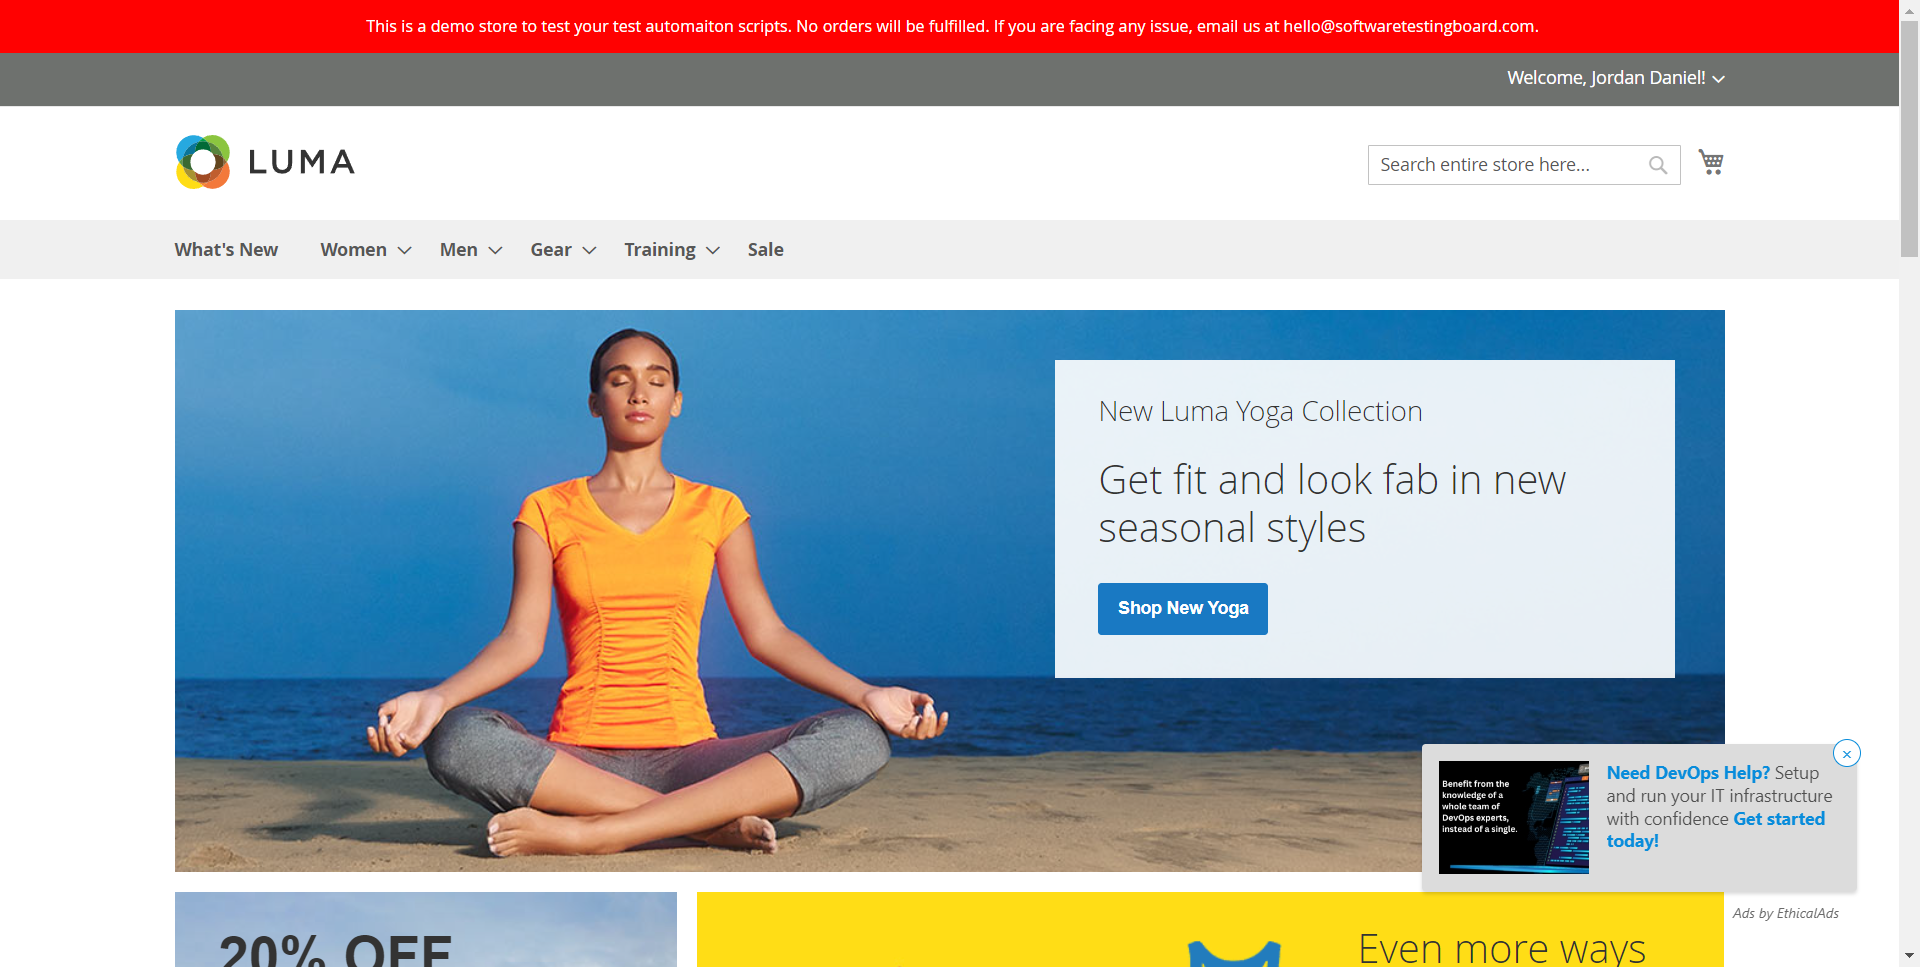 This is a demo store to test your test automaiton scripts. No orders will be fulfilled. If you are facing any issue, email us at hello@softwaretestingboard.com.
Welcome, Jordan Daniel!
LUMA
Search entire store here...
What's New
Women
Men
Gear
Training
Sale
New Luma Yoga Collection
Get fit and look fab in new
seasonal styles
Shop New Yoga
Benefit from the
knowledge of a
whole team of
DevOps experts,
instead of a single.
Need DevOps Help? Setup
and run your IT infrastructure
with confidence Get started
today!
Ads by EthicalAds
20% OFF
Even more ways